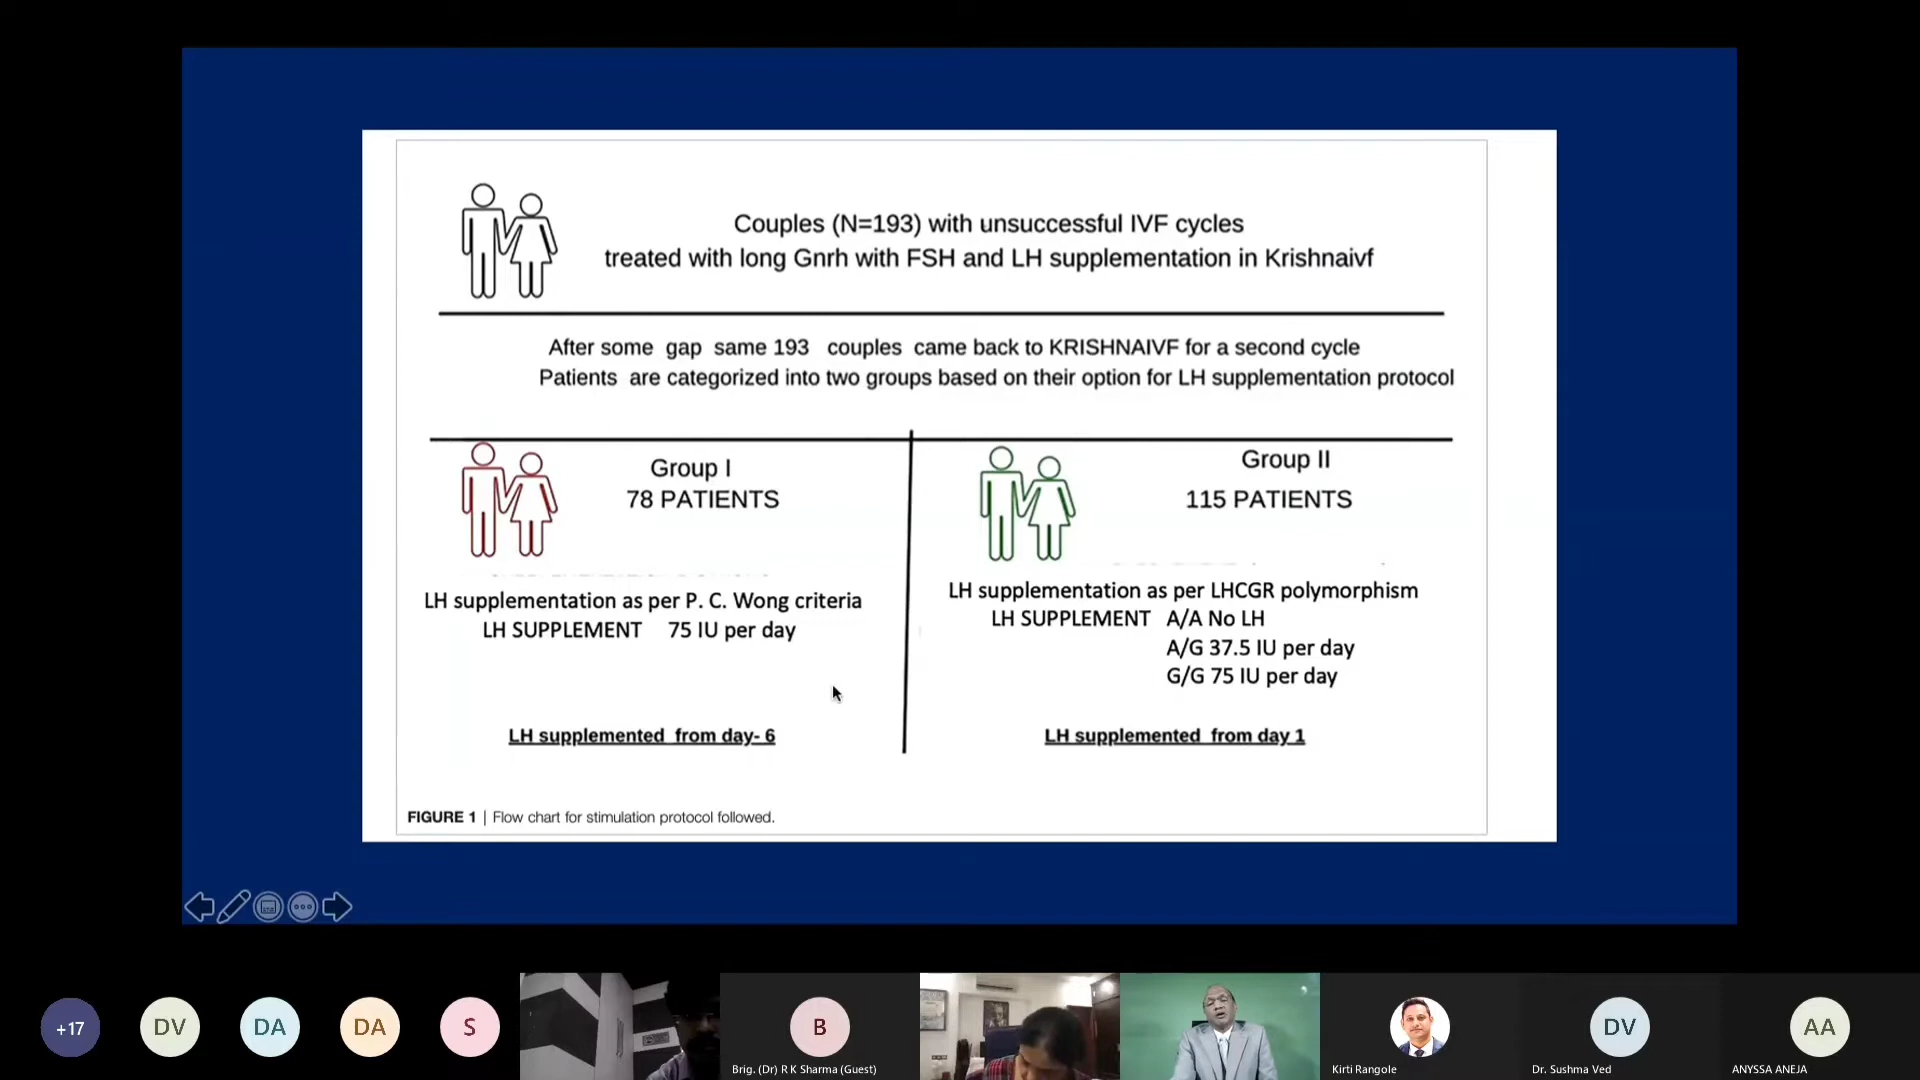 Couples (N=193) with unsuccessful IVF cycles
treated with long Gnrh with FSH and LH supplementation in Krishnaivf
After some gap same 193 couples came back to KRISHNAIVF for a second cycle
Patients are categorized into two groups based on their option for LH supplementation protocol
Group I
78 PATIENTS
LH supplementation as per P. C. Wong criteria
LH SUPPLEMENT 75 IU per day
LH supplemented from day- 6
Group II
115 PATIENTS
LH supplementation as per LHCGR polymorphism
LH SUPPLEMENT A/A No LH
A/G 37.5 IU per day
G/G 75 IU per day
LH supplemented from day 1
FIGURE 1 | Flow chart for stimulation protocol followed.
+17
DV
DA
DA
S
B
Brig. (Dr) R K Sharma (Guest)
Kirti Rangole
DV
Dr. Sushma Ved
AA
ANYSSA ANEJA